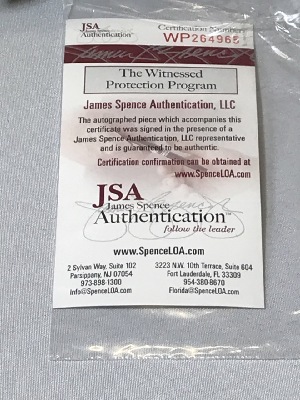 JSA Certification Number
Authentication™ WP264968
The Witnessed
Protection Program
James Spence Authentication, LLC
The autographed piece which accompanies this
certificate was signed in the presence of a
James Spence Authentication, LLC representative
and is guaranteed to be authentic.
Certification confirmation can be obtained at
www.SpenceLOA.com
JSA
James Spence
Authentication™
follow the leader
www.SpenceLOA.com
2 Sylvan Way, Suite 102
Parsippany, NJ 07054
973-898-1300
Info@SpenceLOA.com
3223 N.W. 10th Terrace, Suite 604
Fort Lauderdale, FL 33309
954-380-8670
Florida@SpenceLOA.com